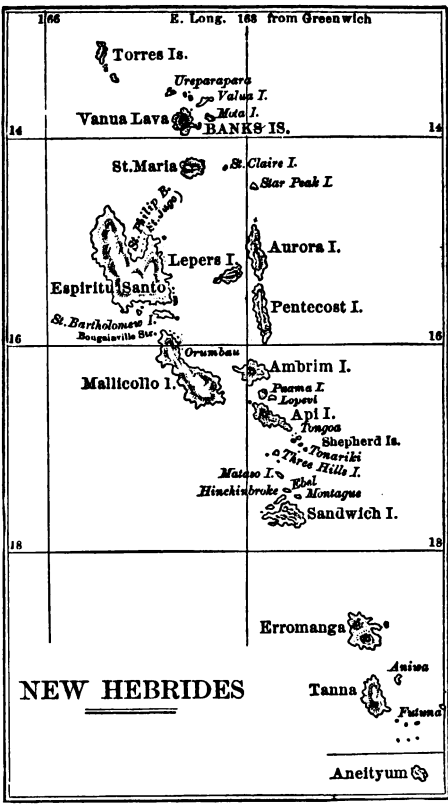 166 E. Long. 168 from Greenwich
Torres Is.
Ureparapara
Valua I.
Vanua Lava
Mota I.
BANKS IS.
14 14
St. Maria
St. Claire I.
Star Peak I.
St. Philip B.
(St. Jago)
Lepers I.
Aurora I.
Espiritu Santo
Pentecost I.
St. Bartholomew I.
Bougainville Str.
16 16
Orumbau
Ambrim I.
Mallicollo I.
Paama I.
Lopevi
Api I.
Tongoa
Shepherd Is.
Tonariki
Three Hills I.
Mataso I.
Ebel
Hinchinbroke
Montague
Sandwich I.
18 18
Erromanga
Aniwa
NEW HEBRIDES
Tanna
Futuna
Aneityum